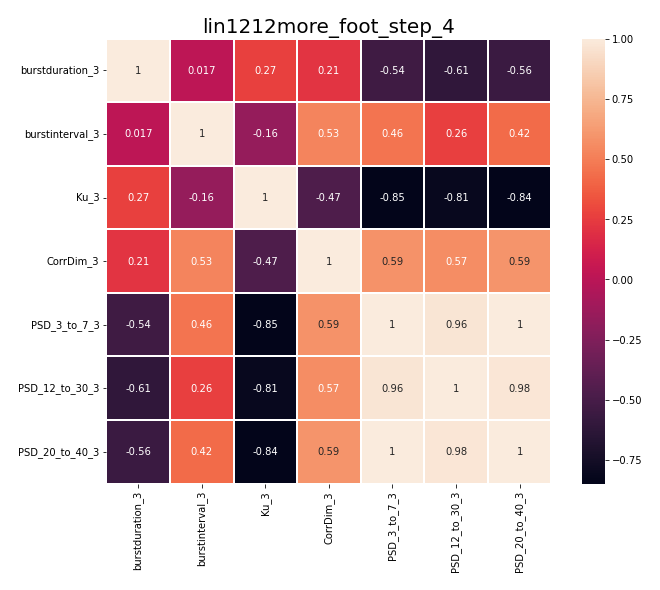 lin1212more_foot_step_4
burstduration_3 1 0.017 0.27 0.21 -0.54 -0.61 -0.56
burstinterval_3 0.017 1 -0.16 0.53 0.46 0.26 0.42
Ku_3 0.27 -0.16 1 -0.47 -0.85 -0.81 -0.84
CorrDim_3 0.21 0.53 -0.47 1 0.59 0.57 0.59
PSD_3_to_7_3 -0.54 0.46 -0.85 0.59 1 0.96 1
PSD_12_to_30_3 -0.61 0.26 -0.81 0.57 0.96 1 0.98
PSD_20_to_40_3 -0.56 0.42 -0.84 0.59 1 0.98 1
burstduration_3
burstinterval_3
Ku_3
CorrDim_3
PSD_3_to_7_3
PSD_12_to_30_3
PSD_20_to_40_3
1.00
0.75
0.50
0.25
0.00
−0.25
−0.50
−0.75